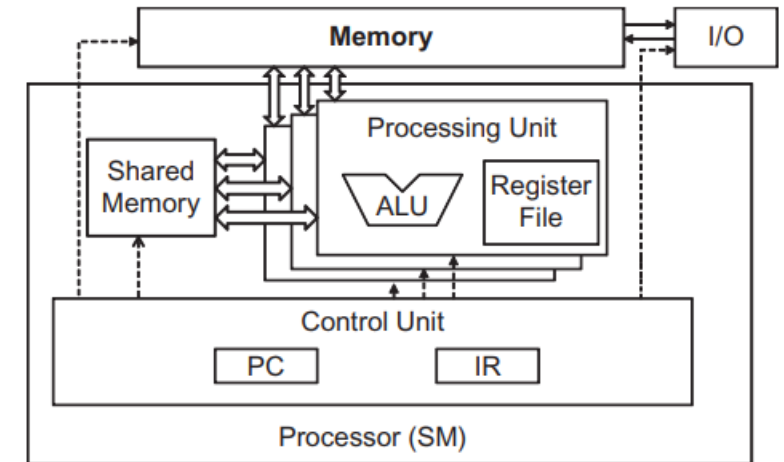 Memory
I/O
Processing Unit
Shared
Memory
ALU
Register
File
Control Unit
PC
IR
Processor (SM)